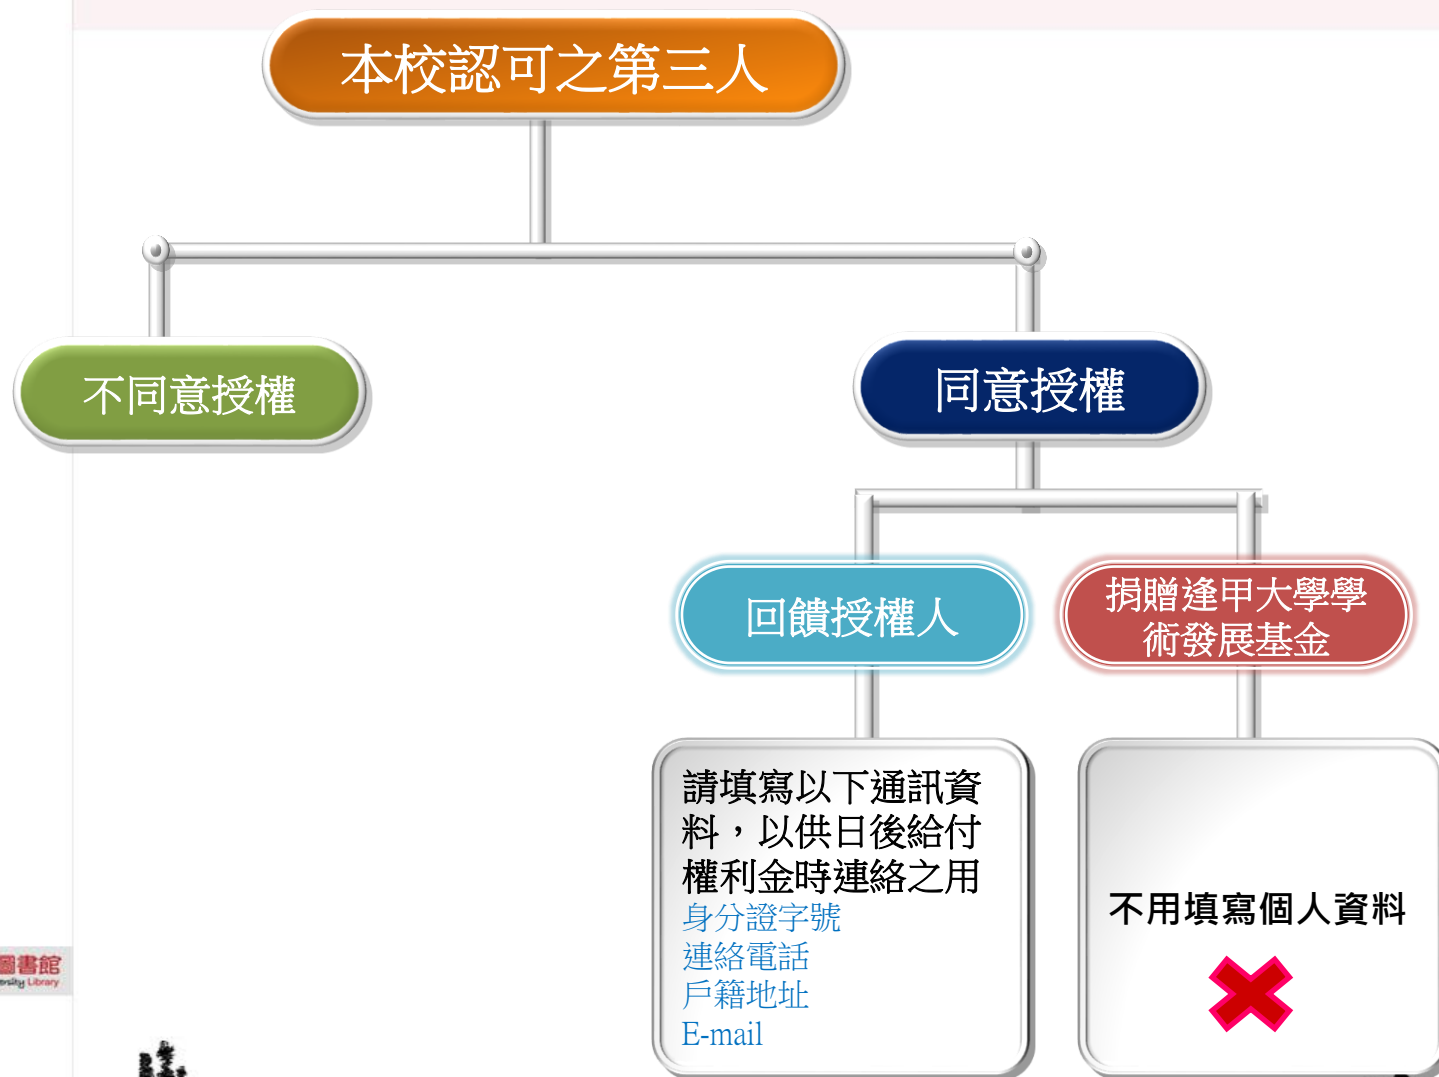 本校認可之第三人
不同意授權
同意授權
回饋授權人
捐贈逢甲大學學
術發展基金
請填寫以下通訊資
料，以供日後給付
權利金時連絡之用
身分證字號
連絡電話
戶籍地址
E-mail
不用填寫個人資料
圖書館
ersity Library